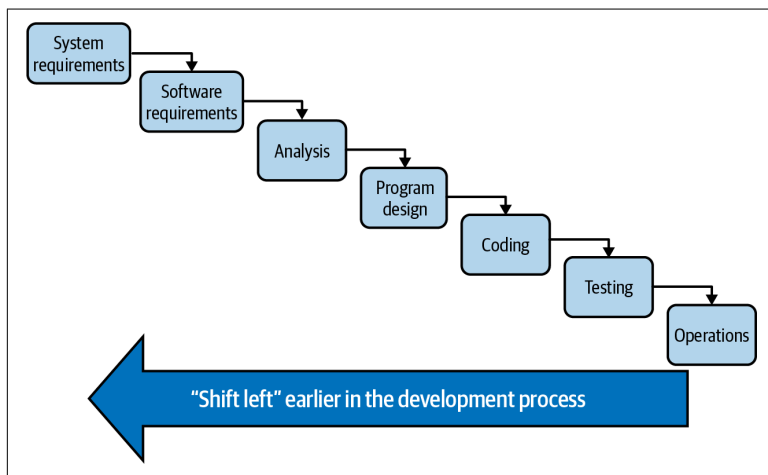 System
requirements
Software
requirements
Analysis
Program
design
Coding
Testing
Operations
“Shift left” earlier in the development process